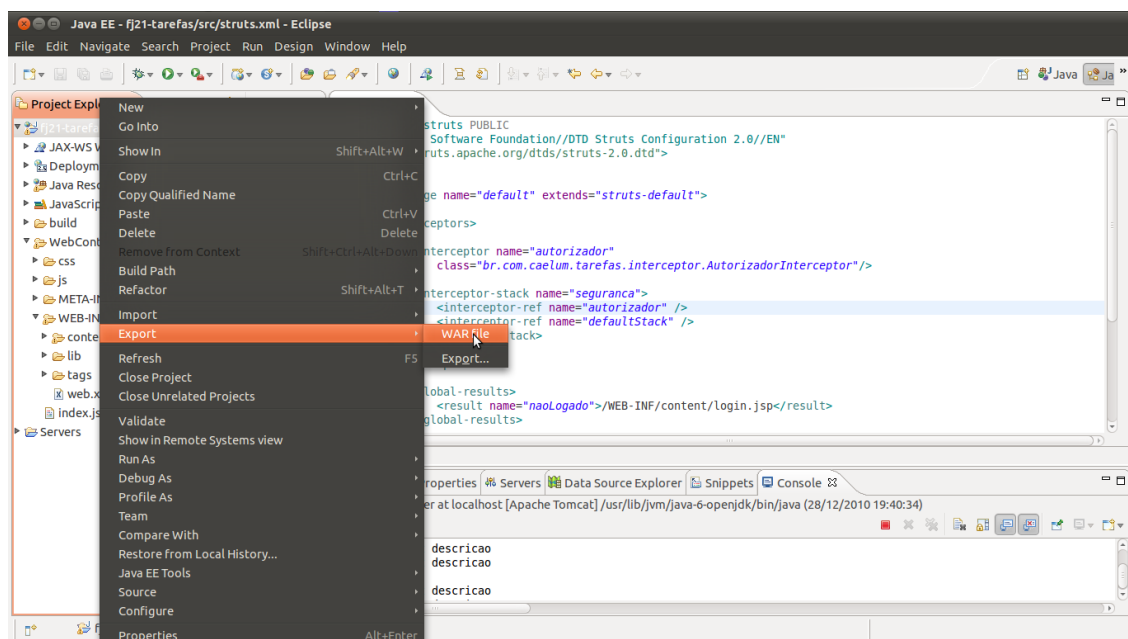 Java EE - fj21-tarefas/src/struts.xml - Eclipse
File Edit Navigate Search Project Run Design Window Help
Java Ja »
Project Expl
fj21-tarefa
JAX-WS W
Deploym
Java Reso
JavaScrip
build
WebCont
css
js
META-IN
WEB-IN
conte
lib
tags
web.x
index.js
Servers
New
Go Into
Show In Shift+Alt+W
Copy Ctrl+C
Copy Qualified Name
Paste Ctrl+V
Delete Delete
Remove from Context Shift+Ctrl+Alt+Down
Build Path
Refactor Shift+Alt+T
Import
Export
Refresh F5
Close Project
Close Unrelated Projects
Validate
Show in Remote Systems view
Run As
Debug As
Profile As
Team
Compare With
Restore from Local History...
Java EE Tools
Source
Configure
Properties Alt+Enter
WAR file
Export...
struts PUBLIC
Software Foundation//DTD Struts Configuration 2.0//EN"
ruts.apache.org/dtds/struts-2.0.dtd">
ge name="default" extends="struts-default">
ceptors>
nterceptor name="autorizador"
class="br.com.caelum.tarefas.interceptor.AutorizadorInterceptor"/>
nterceptor-stack name="seguranca">
<interceptor-ref name="autorizador" />
<interceptor-ref name="defaultStack" />
tack>
lobal-results>
<result name="naoLogado">/WEB-INF/content/login.jsp</result>
global-results>
roperties Servers Data Source Explorer Snippets Console
er at localhost [Apache Tomcat] /usr/lib/jvm/java-6-openjdk/bin/java (28/12/2010 19:40:34)
descricao
descricao
descricao